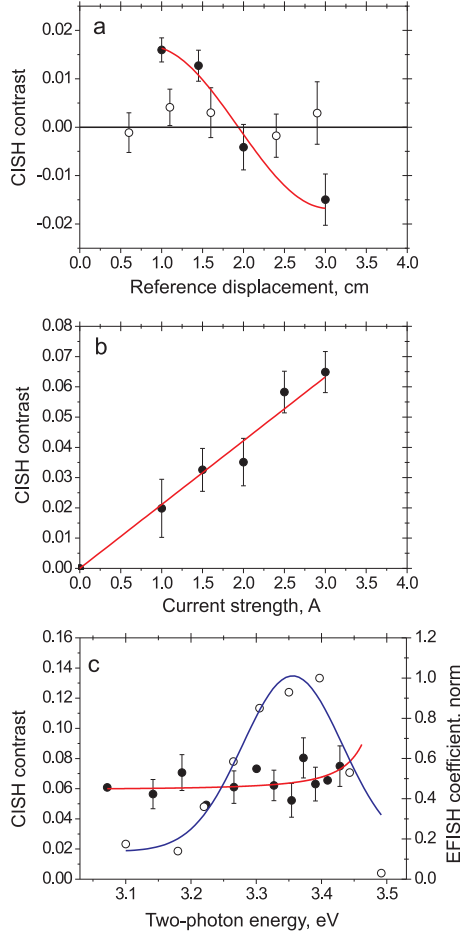 a
0.02
0.01
0.00
-0.01
-0.02
CISH contrast
0.0 0.5 1.0 1.5 2.0 2.5 3.0 3.5 4.0
Reference displacement, cm
b
0.08
0.07
0.06
0.05
0.04
0.03
0.02
0.01
0.00
CISH contrast
0.0 0.5 1.0 1.5 2.0 2.5 3.0 3.5 4.0
Current strength, A
c
0.16
0.14
0.12
0.10
0.08
0.06
0.04
0.02
0.00
CISH contrast
1.2
1.0
0.8
0.6
0.4
0.2
0.0
EFISH coefficient, norm
3.1 3.2 3.3 3.4 3.5
Two-photon energy, eV